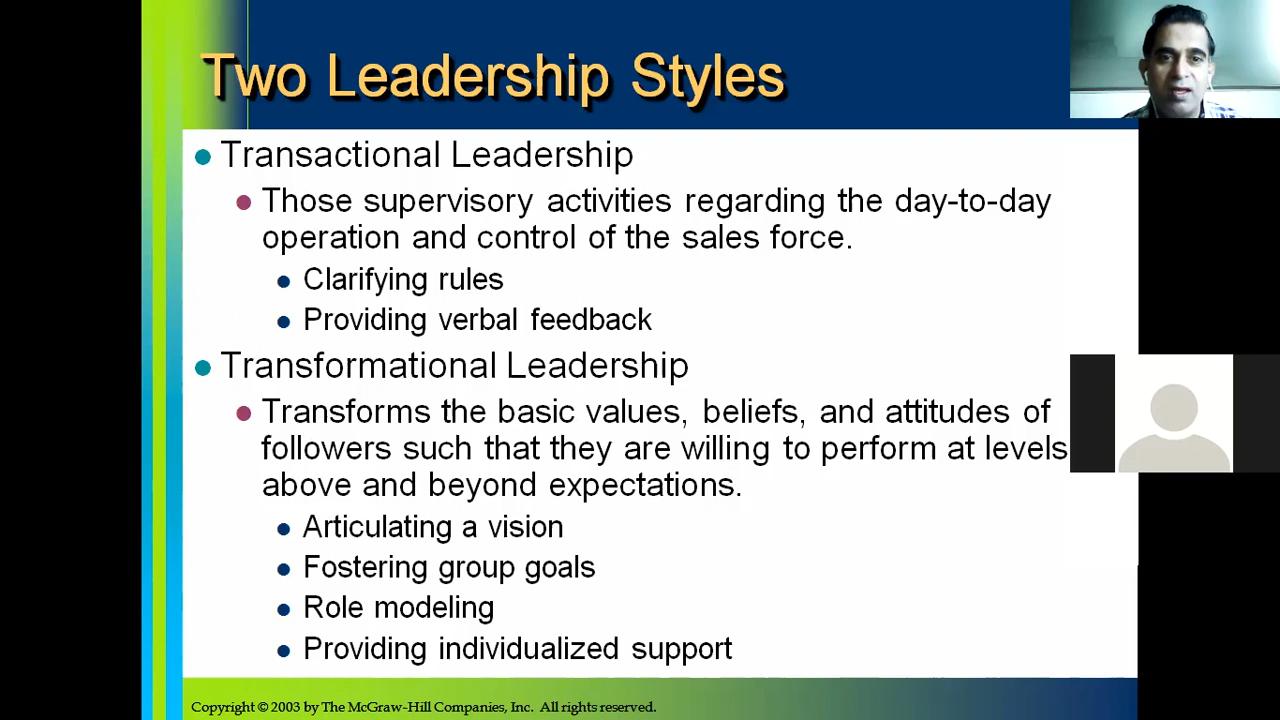 Two Leadership Styles
Transactional Leadership
Those supervisory activities regarding the day-to-day
operation and control of the sales force.
Clarifying rules
Providing verbal feedback
Transformational Leadership
Transforms the basic values, beliefs, and attitudes of
followers such that they are willing to perform at levels
above and beyond expectations.
Articulating a vision
Fostering group goals
Role modeling
Providing individualized support
Copyright © 2003 by The McGraw-Hill Companies, Inc. All rights reserved.